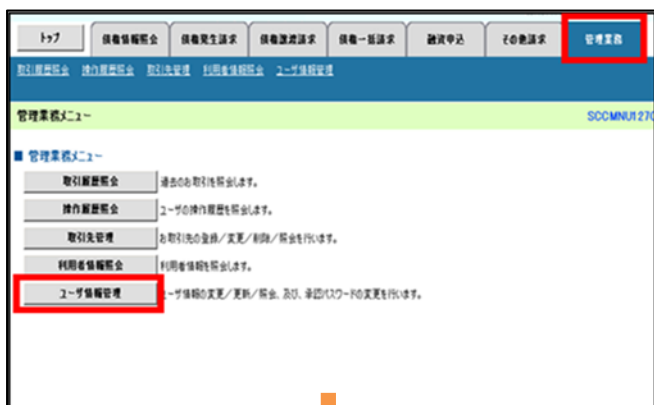 トップ 債権情報照会 債権発生請求 債権譲渡請求 債権一括請求 融資申込 その他請求 管理業務
取引履歴照会 操作履歴照会 取引先管理 利用者情報照会 ユーザ情報管理
管理業務メニュー SCCMNU1270
■ 管理業務メニュー
取引履歴照会 過去のお取引を照会します。
操作履歴照会 ユーザの操作履歴を照会します。
取引先管理 お取引先の登録/変更/削除/照会を行います。
利用者情報照会 利用者情報を照会します。
ユーザ情報管理 ユーザ情報の変更/更新/照会、及び、承認パスワードの変更を行います。